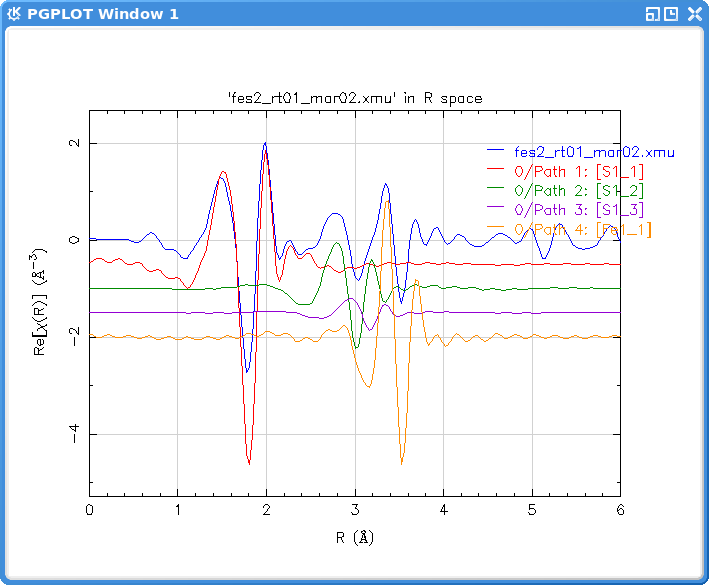 PGPLOT Window 1
'fes2_rt01_mar02.xmu' in R space
fes2_rt01_mar02.xmu
0/Path 1: [S1_1]
0/Path 2: [S1_2]
0/Path 3: [S1_3]
0/Path 4: [Fe1_1]
2
0
−2
−4
Re[χ(R)] (Å⁻³)
0 1 2 3 4 5 6
R (Å)